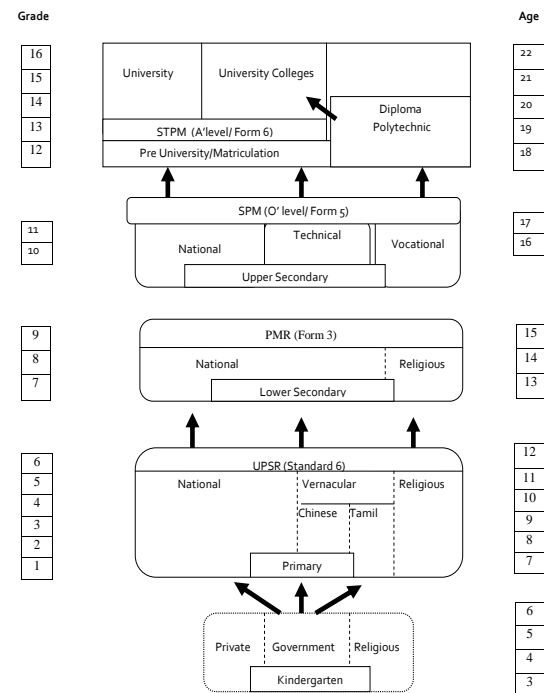 Grade Age
16 22
15 University University Colleges 21
14 Diploma 20
13 STPM (A'level/ Form 6) Polytechnic 19
12 Pre University/Matriculation 18
SPM (O' level/ Form 5)
11 National Technical Vocational 17
10 16
Upper Secondary
9 PMR (Form 3) 15
8 National Religious 14
7 Lower Secondary 13
6 UPSR (Standard 6) 12
5 National Vernacular Religious 11
4 Chinese Tamil 10
3 9
2 8
1 Primary 7
6
5
Private Government Religious 4
Kindergarten 3